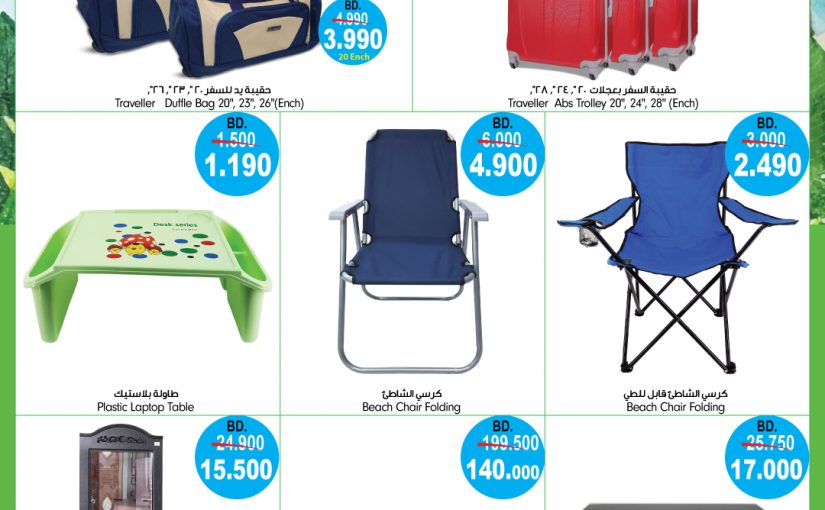 BD.
4.990
3.990
20 Ench
حقيبة يد للسفر ٢٠", ٢٣", ٢٦",
Traveller Duffle Bag 20", 23", 26"(Ench)
حقيبة السفر بعجلات ٢٠", ٢٤", ٢٨",
Traveller Abs Trolley 20", 24", 28" (Ench)
BD.
1.500
1.190
Desk series
طاولة بلاستيك
Plastic Laptop Table
BD.
6.000
4.900
كرسي الشاطئ
Beach Chair Folding
BD.
3.000
2.490
كرسي الشاطئ قابل للطي
Beach Chair Folding
BD.
24.900
15.500
BD.
199.500
140.000
BD.
25.750
17.000